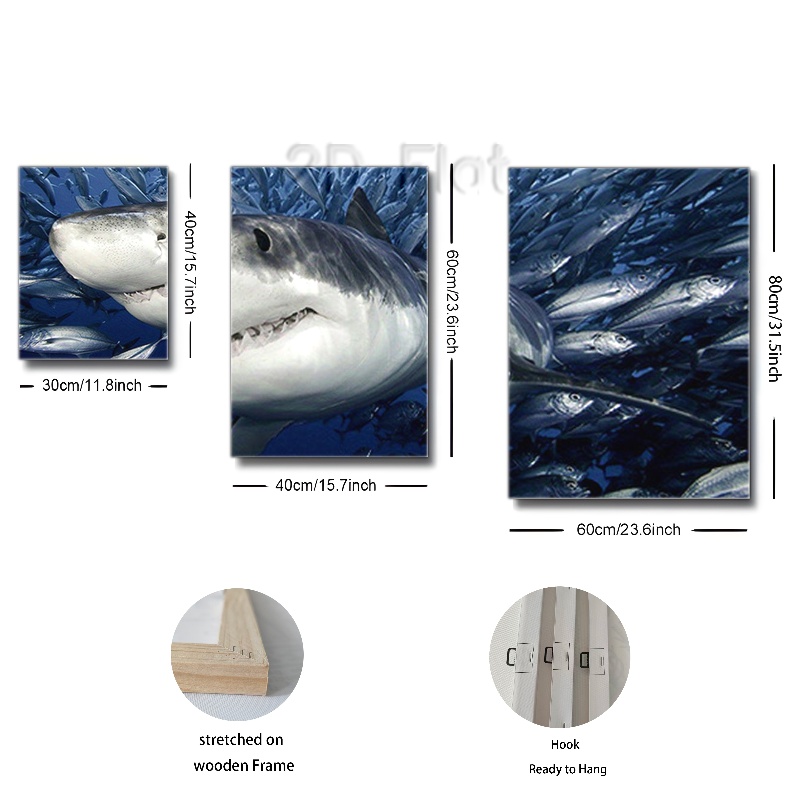 2D Flat
40cm/15.7inch
60cm/23.6inch
80cm/31.5inch
30cm/11.8inch
40cm/15.7inch
60cm/23.6inch
stretched on
wooden Frame
Hook
Ready to Hang